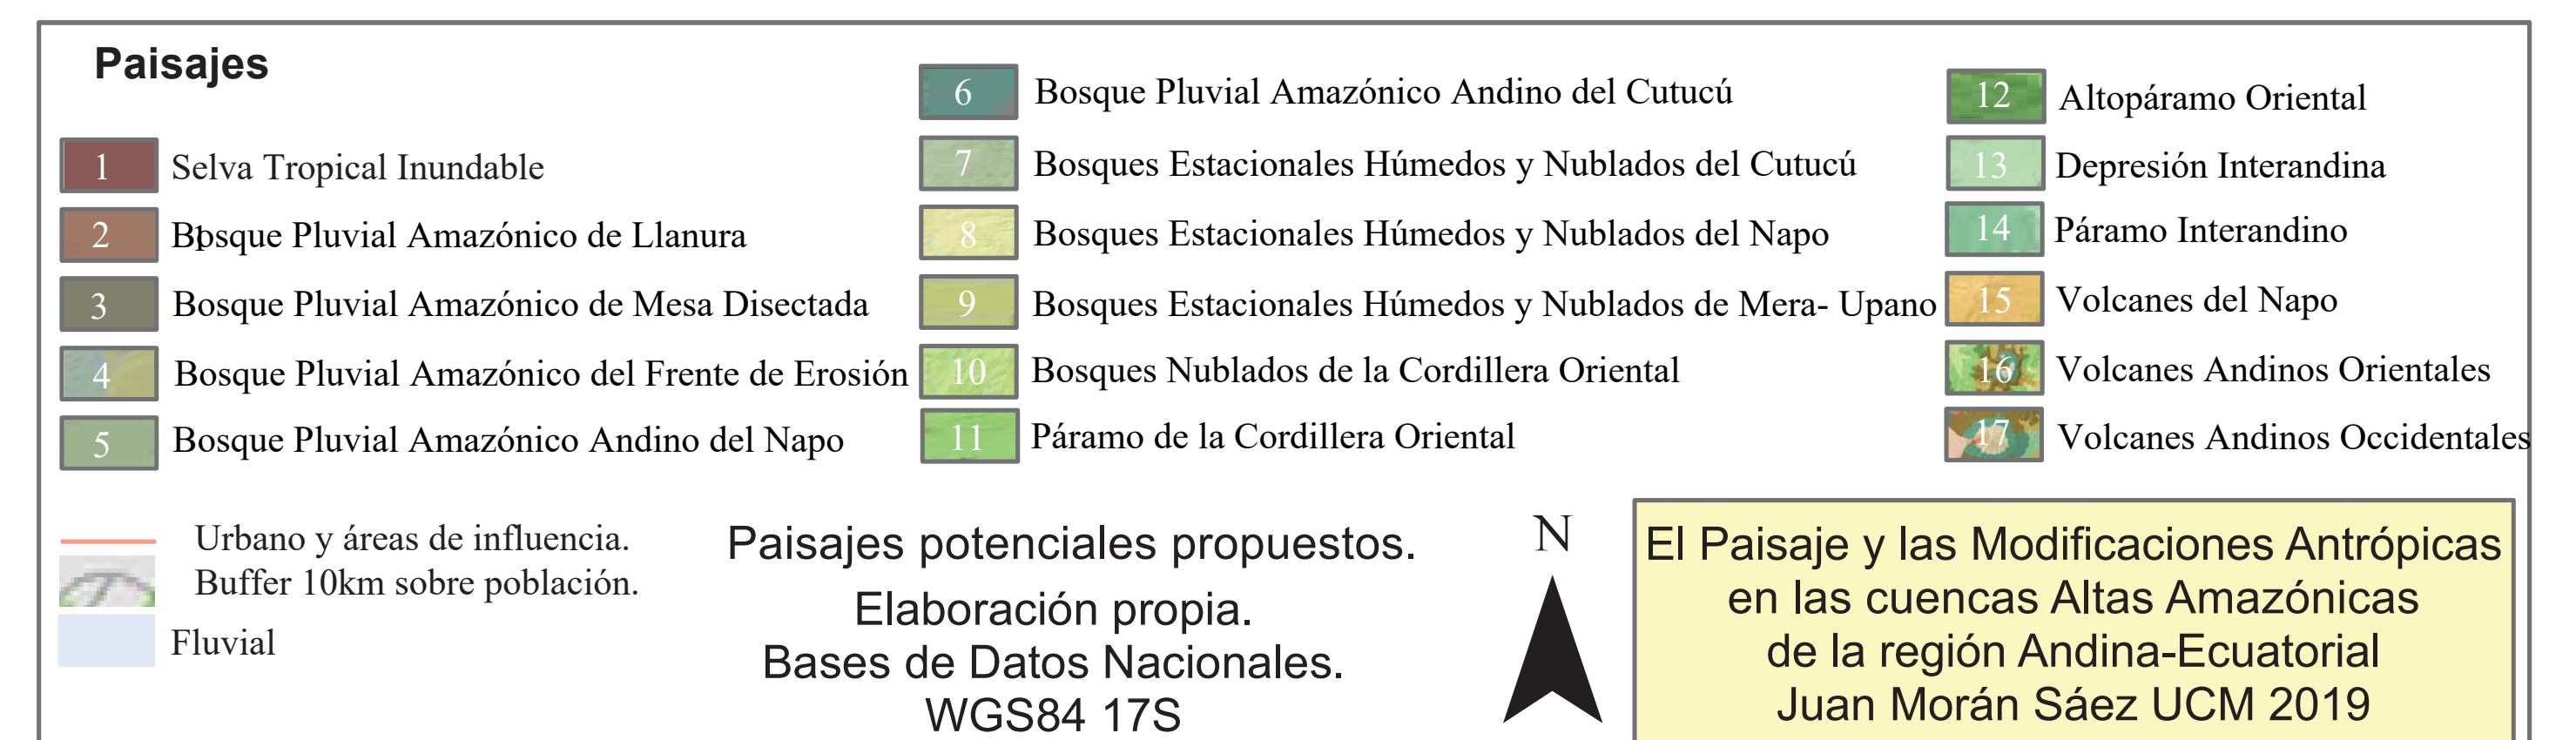 Paisajes
1 Selva Tropical Inundable
2 Bosque Pluvial Amazónico de Llanura
3 Bosque Pluvial Amazónico de Mesa Disectada
4 Bosque Pluvial Amazónico del Frente de Erosión
5 Bosque Pluvial Amazónico Andino del Napo
6 Bosque Pluvial Amazónico Andino del Cutucú
7 Bosques Estacionales Húmedos y Nublados del Cutucú
8 Bosques Estacionales Húmedos y Nublados del Napo
9 Bosques Estacionales Húmedos y Nublados de Mera- Upano
10 Bosques Nublados de la Cordillera Oriental
11 Páramo de la Cordillera Oriental
12 Altopáramo Oriental
13 Depresión Interandina
14 Páramo Interandino
15 Volcanes del Napo
16 Volcanes Andinos Orientales
17 Volcanes Andinos Occidentales
Urbano y áreas de influencia.
Buffer 10km sobre población.
Fluvial
Paisajes potenciales propuestos.
Elaboración propia.
Bases de Datos Nacionales.
WGS84 17S
N
El Paisaje y las Modificaciones Antrópicas
en las cuencas Altas Amazónicas
de la región Andina-Ecuatorial
Juan Morán Sáez UCM 2019